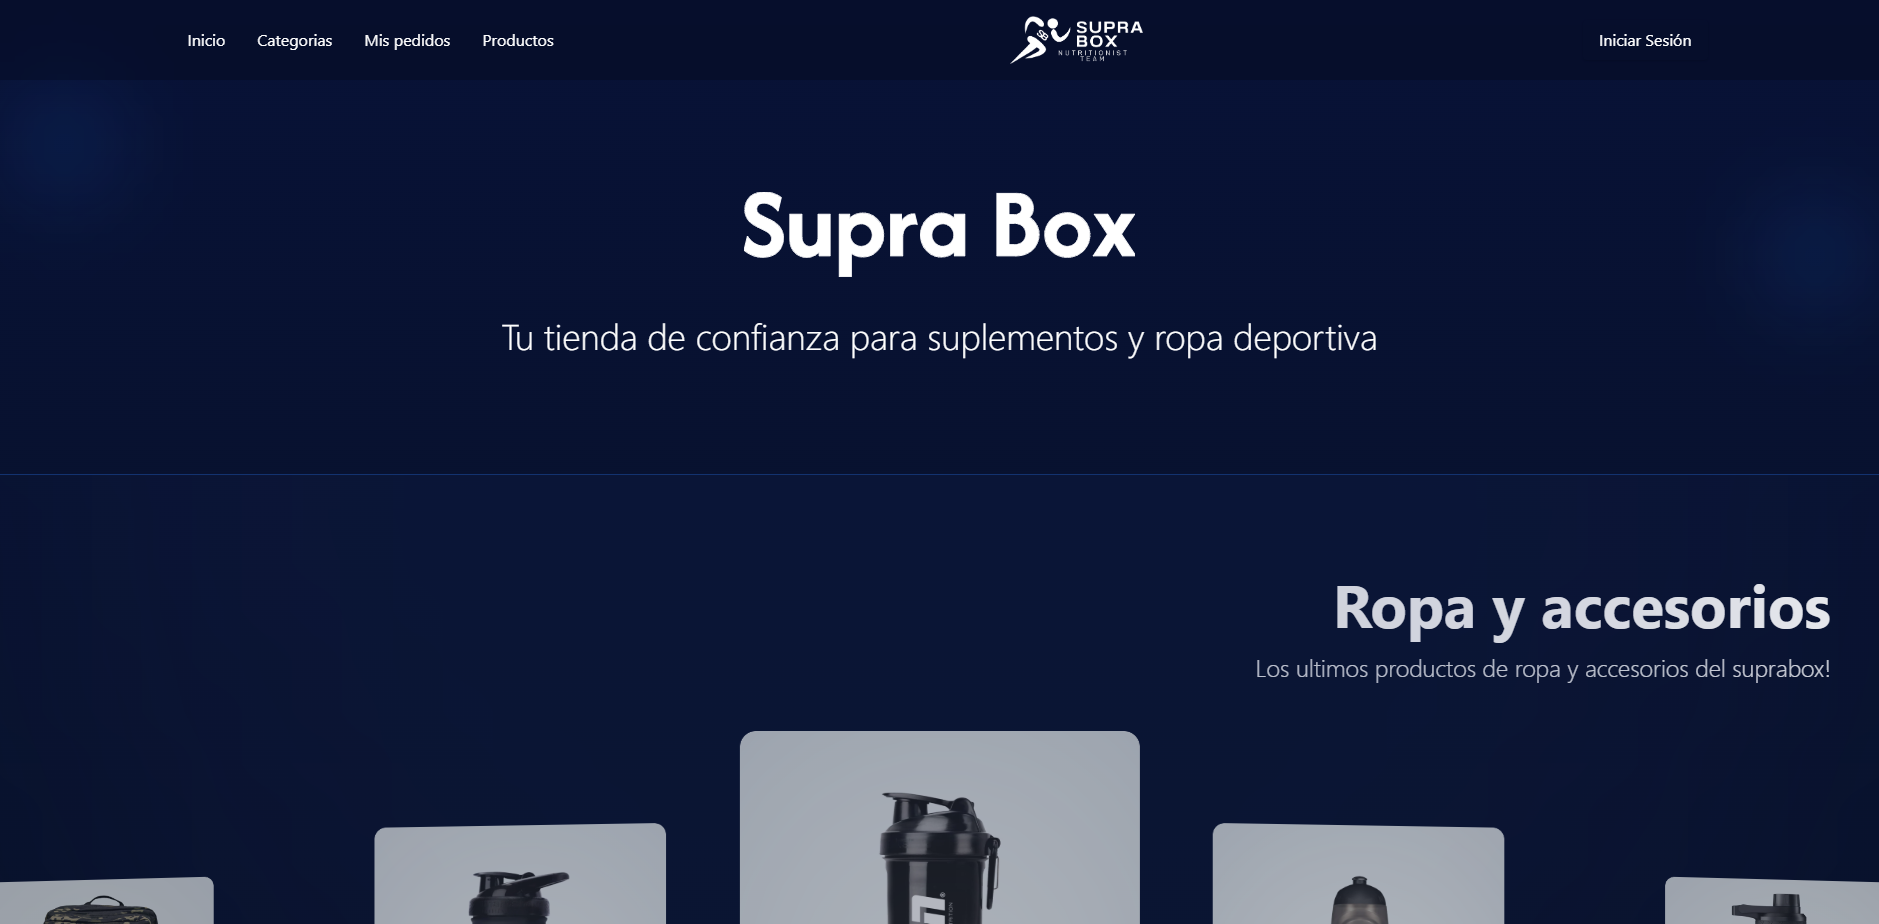 Inicio
Categorias
Mis pedidos
Productos
SB
SUPRA
BOX
NUTRITIONIST
TEAM
Iniciar Sesión
Supra Box
Tu tienda de confianza para suplementos y ropa deportiva
Ropa y accesorios
Los ultimos productos de ropa y accesorios del suprabox!